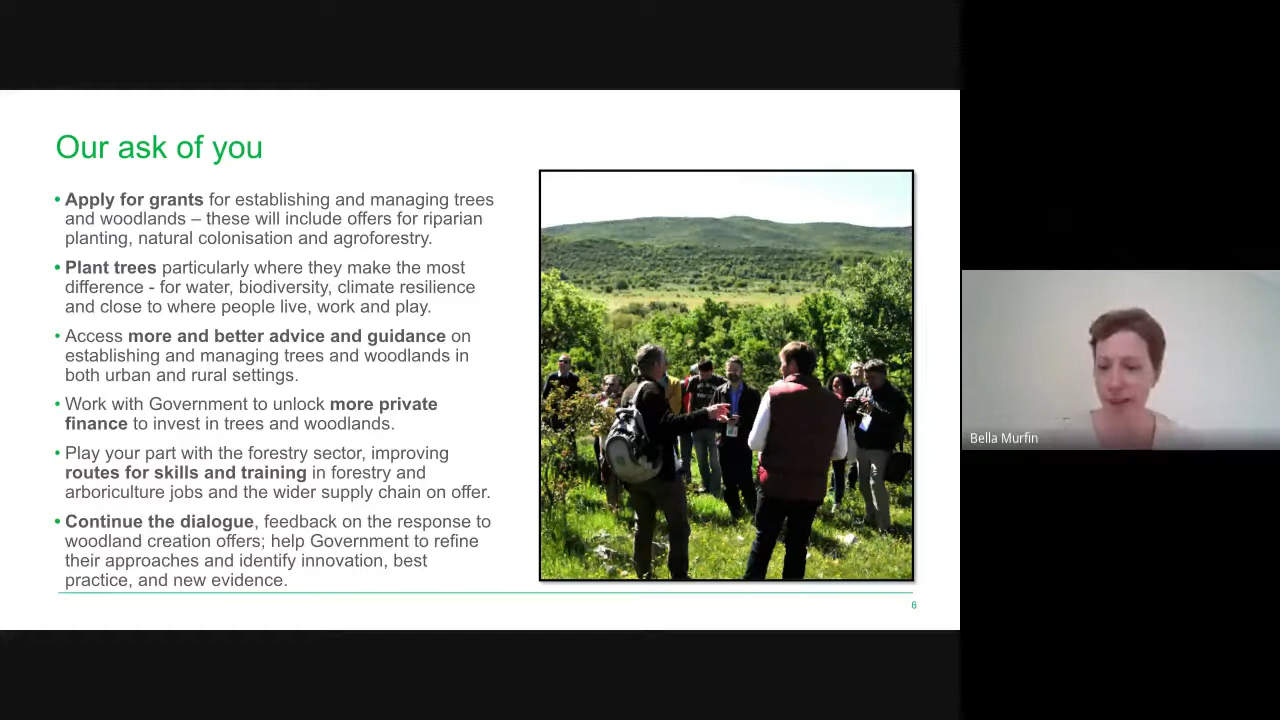 Our ask of you
• Apply for grants for establishing and managing trees
and woodlands – these will include offers for riparian
planting, natural colonisation and agroforestry.
• Plant trees particularly where they make the most
difference - for water, biodiversity, climate resilience
and close to where people live, work and play.
• Access more and better advice and guidance on
establishing and managing trees and woodlands in
both urban and rural settings.
• Work with Government to unlock more private
finance to invest in trees and woodlands.
• Play your part with the forestry sector, improving
routes for skills and training in forestry and
arboriculture jobs and the wider supply chain on offer.
• Continue the dialogue, feedback on the response to
woodland creation offers; help Government to refine
their approaches and identify innovation, best
practice, and new evidence.
6
Bella Murfin